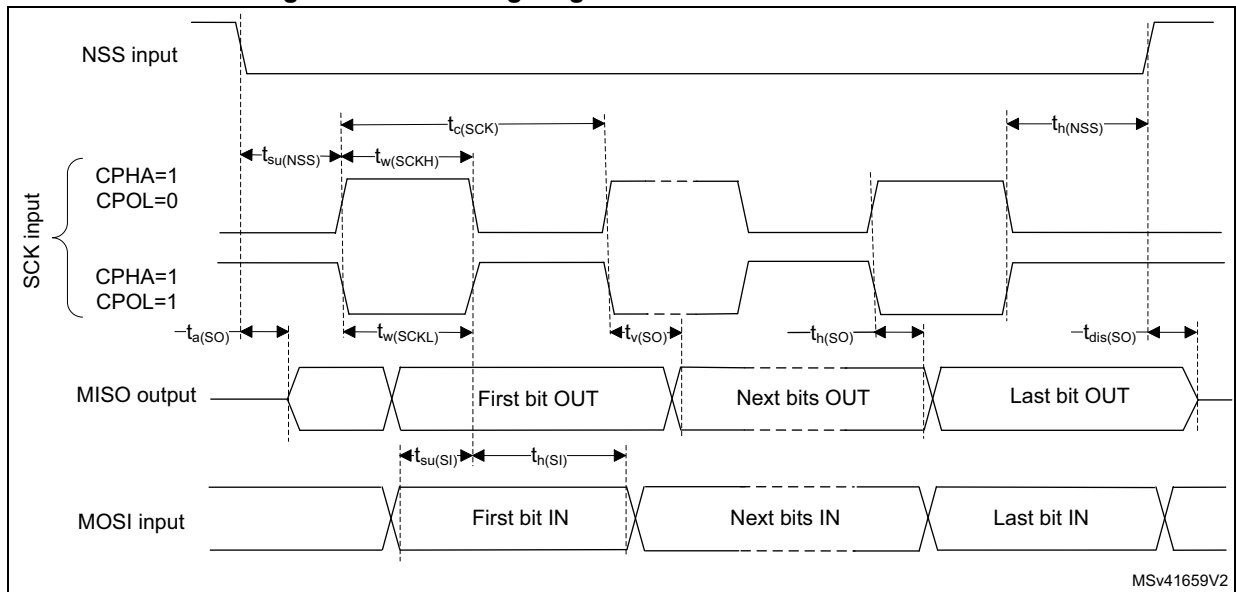 NSS input
tc(SCK)
th(NSS)
tsu(NSS)
tw(SCKH)
CPHA=1
CPOL=0
SCK input
CPHA=1
CPOL=1
ta(SO)
tw(SCKL)
tv(SO)
th(SO)
tdis(SO)
MISO output
First bit OUT
Next bits OUT
Last bit OUT
tsu(SI)
th(SI)
MOSI input
First bit IN
Next bits IN
Last bit IN
MSv41659V2